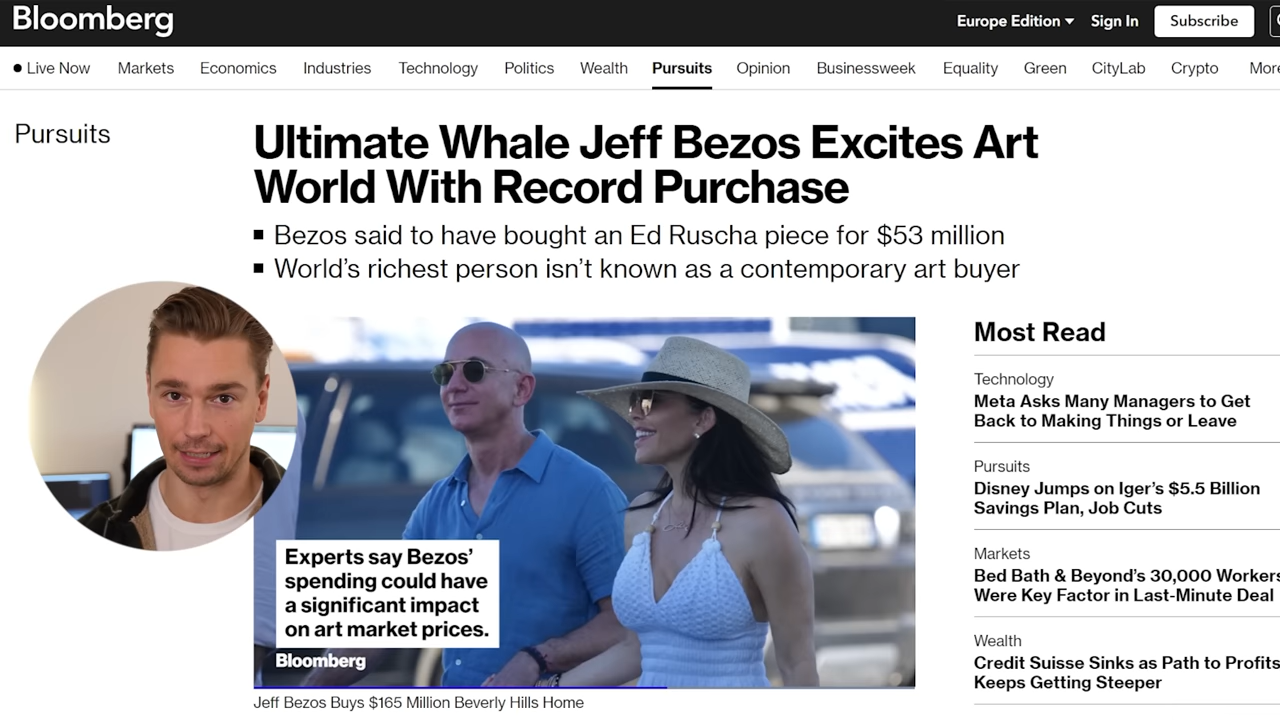 Bloomberg
Europe Edition
Sign In
Subscribe
Live Now
Markets
Economics
Industries
Technology
Politics
Wealth
Pursuits
Opinion
Businessweek
Equality
Green
CityLab
Crypto
More
Pursuits
Ultimate Whale Jeff Bezos Excites Art
World With Record Purchase
Bezos said to have bought an Ed Ruscha piece for $53 million
World's richest person isn't known as a contemporary art buyer
Experts say Bezos'
spending could have
a significant impact
on art market prices.
Bloomberg
Jeff Bezos Buys $165 Million Beverly Hills Home
Most Read
Technology
Meta Asks Many Managers to Get
Back to Making Things or Leave
Pursuits
Disney Jumps on Iger's $5.5 Billion
Savings Plan, Job Cuts
Markets
Bed Bath & Beyond's 30,000 Workers
Were Key Factor in Last-Minute Deal
Wealth
Credit Suisse Sinks as Path to Profits
Keeps Getting Steeper